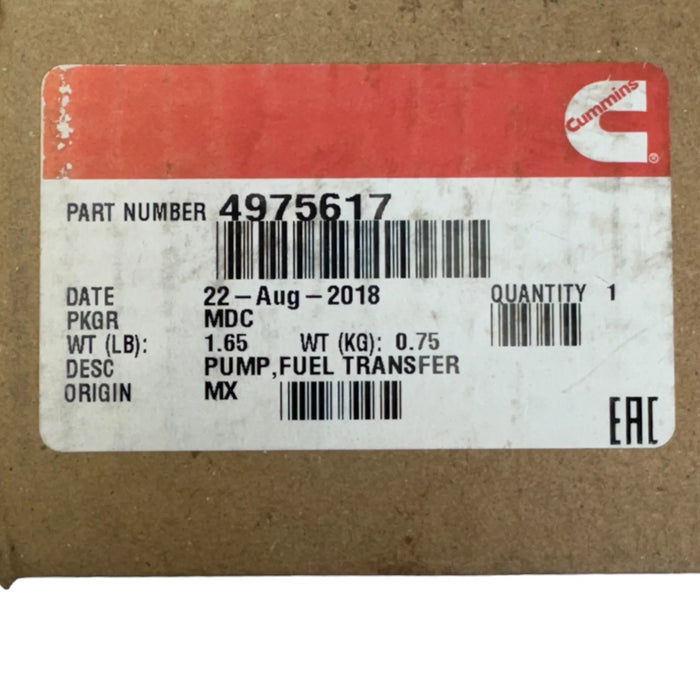 Cummins
PART NUMBER 4975617
DATE 22-Aug-2018 QUANTITY 1
PKGR MDC
WT (LB): 1.65 WT (KG): 0.75
DESC PUMP,FUEL TRANSFER
ORIGIN MX
EAC